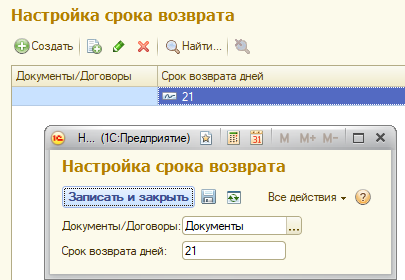 Настройка срока возврата
Создать Найти...
Документы/Договоры Срок возврата дней
21
Н... (1С:Предприятие) 31 M M+ M-
Настройка срока возврата
Записать и закрыть Все действия ?
Документы/Договоры: Документы ...
Срок возврата дней: 21